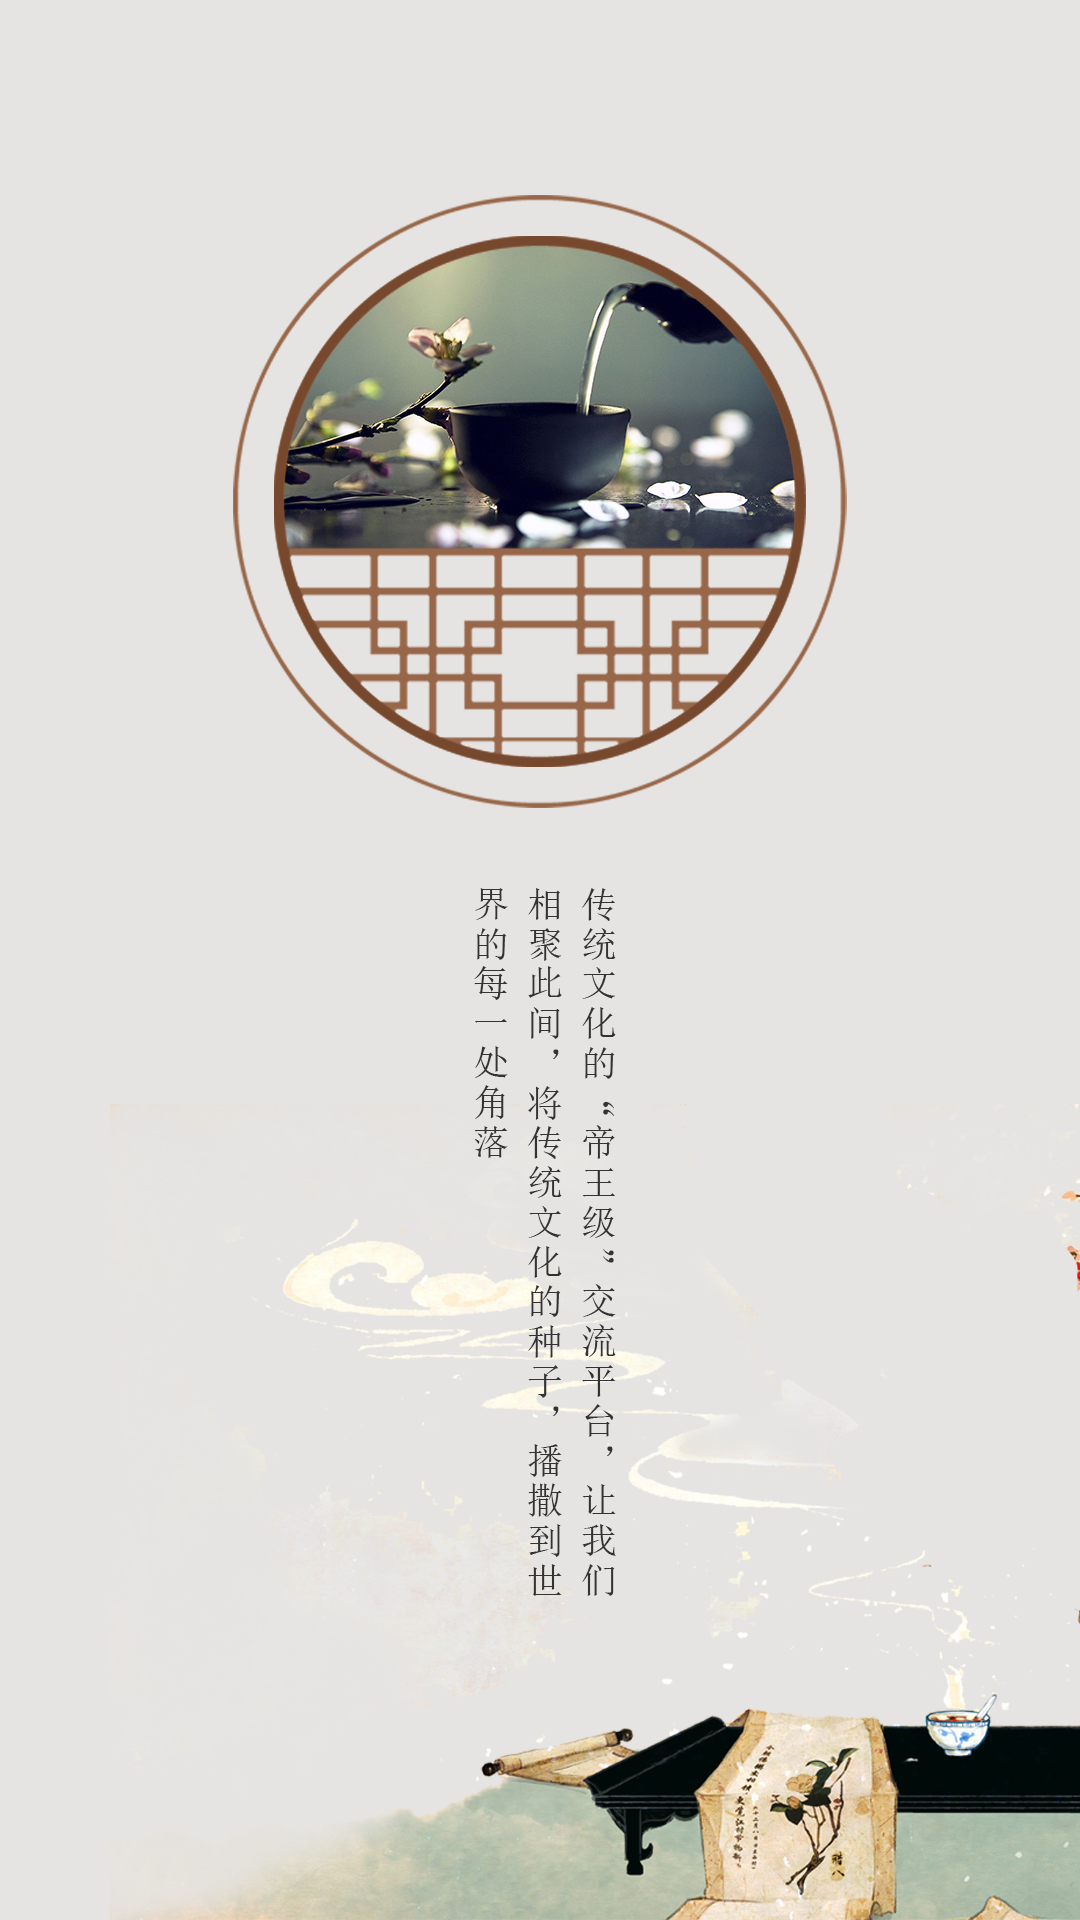 传统文化的“帝王级”交流平台，让我们
相聚此间，将传统文化的种子，播撒到世
界的每一处角落
腊八